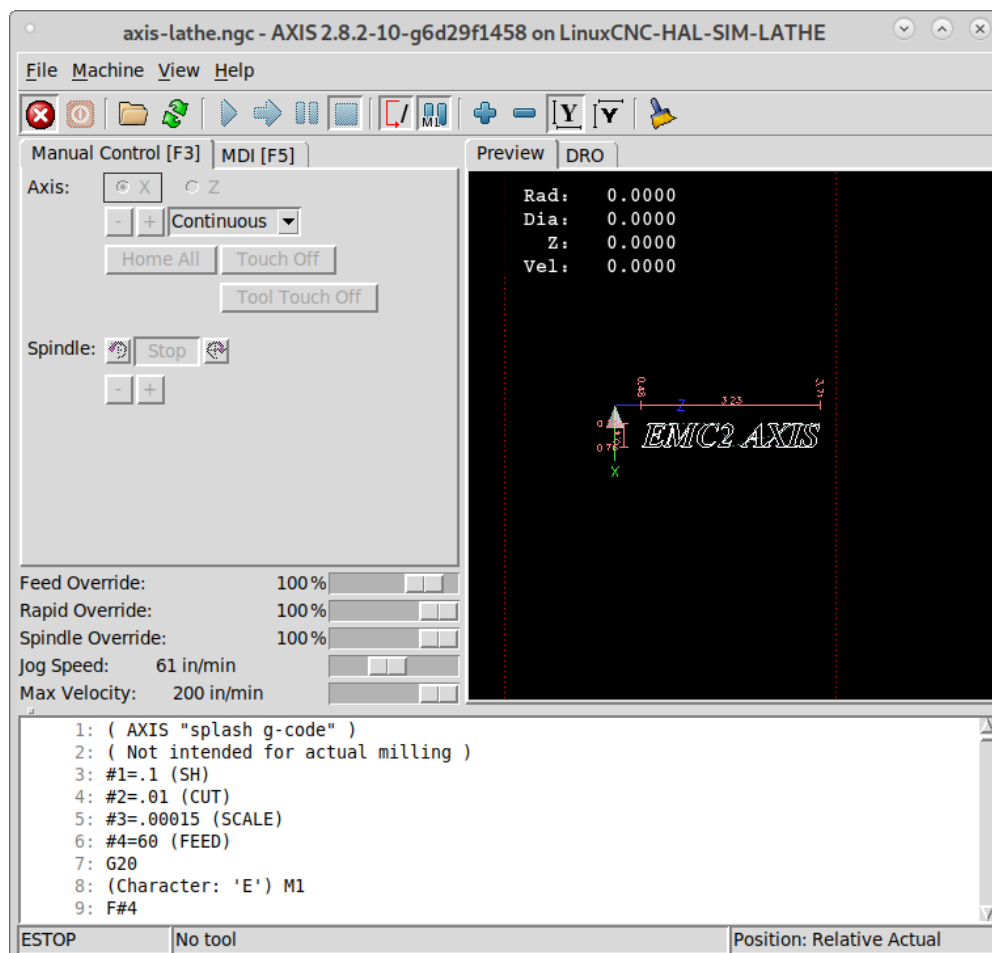 axis-lathe.ngc - AXIS 2.8.2-10-g6d29f1458 on LinuxCNC-HAL-SIM-LATHE
File Machine View Help
M1
Y Y
Manual Control [F3] MDI [F5]
Axis: X Z
- + Continuous
Home All Touch Off
Tool Touch Off
Spindle: Stop
- +
Feed Override: 100%
Rapid Override: 100%
Spindle Override: 100%
Jog Speed: 61 in/min
Max Velocity: 200 in/min
Preview DRO
Rad: 0.0000
Dia: 0.0000
Z: 0.0000
Vel: 0.0000
0.48
3.23
Z
EMC2 AXIS
X
1: ( AXIS "splash g-code" )
2: ( Not intended for actual milling )
3: #1=.1 (SH)
4: #2=.01 (CUT)
5: #3=.00015 (SCALE)
6: #4=60 (FEED)
7: G20
8: (Character: 'E') M1
9: F#4
ESTOP No tool Position: Relative Actual